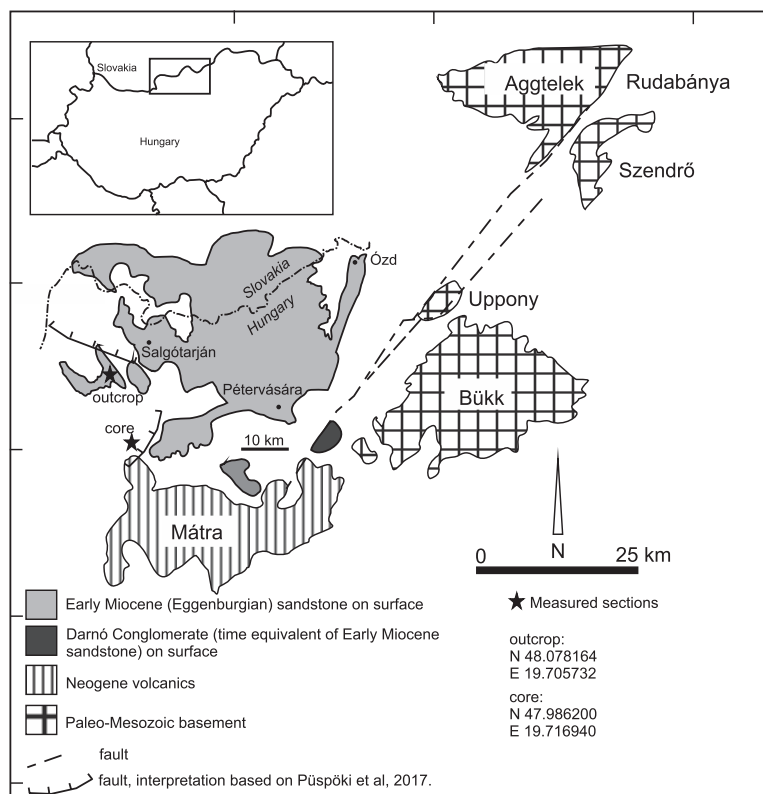 Slovakia
Hungary
Aggtelek
Rudabánya
Szendrő
Ózd
Slovakia
Hungary
Uppony
Salgótarján
outcrop
Pétervására
Bükk
core
10 km
Mátra
N
0 25 km
Early Miocene (Eggenburgian) sandstone on surface
Darnó Conglomerate (time equivalent of Early Miocene
sandstone) on surface
Neogene volcanics
Paleo-Mesozoic basement
fault
fault, interpretation based on Püspöki et al, 2017.
Measured sections
outcrop:
N 48.078164
E 19.705732
core:
N 47.986200
E 19.716940